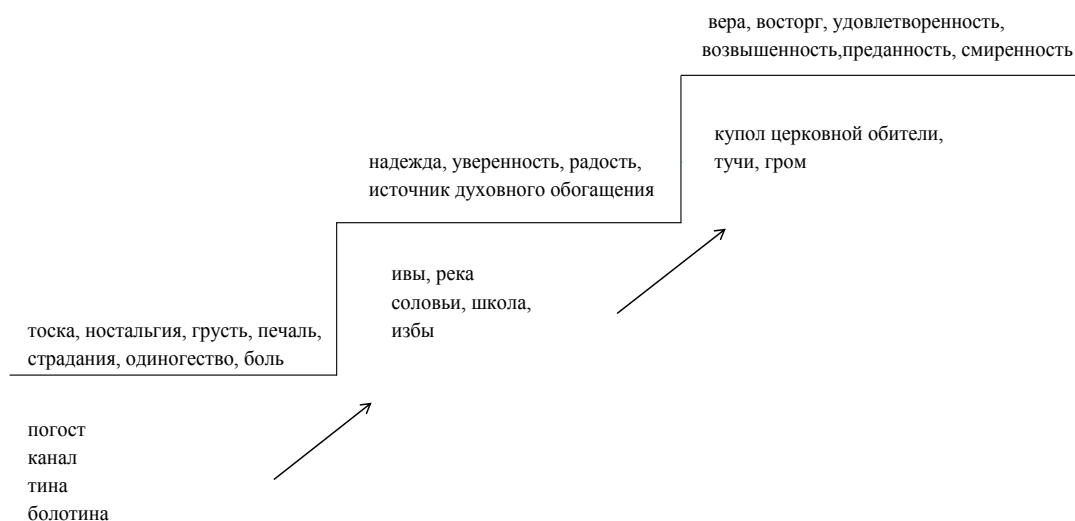 вера, восторг, удовлетворенность,
возвышенность,преданность, смиренность
купол церковной обители,
тучи, гром
надежда, уверенность, радость,
источник духовного обогащения
ивы, река
соловьи, школа,
избы
тоска, ностальгия, грусть, печаль,
страдания, одиногество, боль
погост
канал
тина
болотина